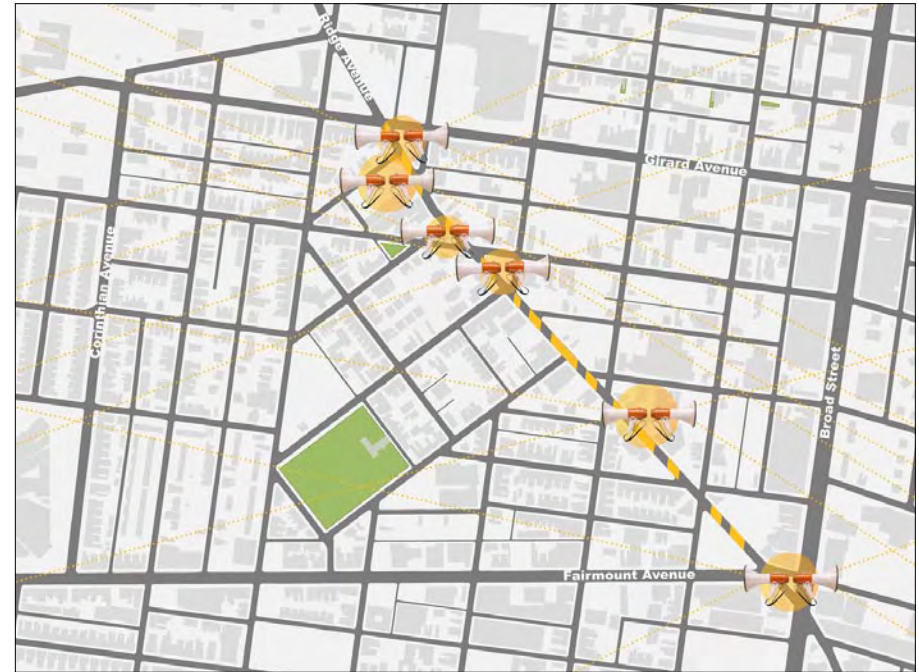 Ridge Avenue
Girard Avenue
Corinthian Avenue
Broad Street
Fairmount Avenue